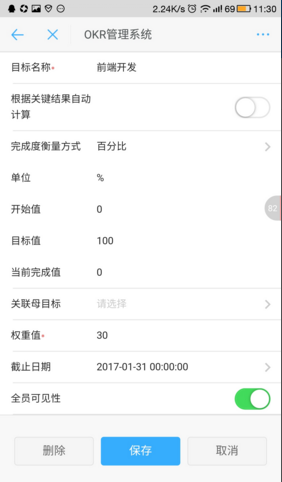 2.24K/s 69 11:30
OKR管理系统
目标名称* 前端开发
根据关键结果自动
计算
完成度衡量方式 百分比
单位 %
开始值 0
82
目标值 100
当前完成值 0
关联母目标 请选择
权重值* 30
截止日期 2017-01-31 00:00:00
全员可见性
删除 保存 取消